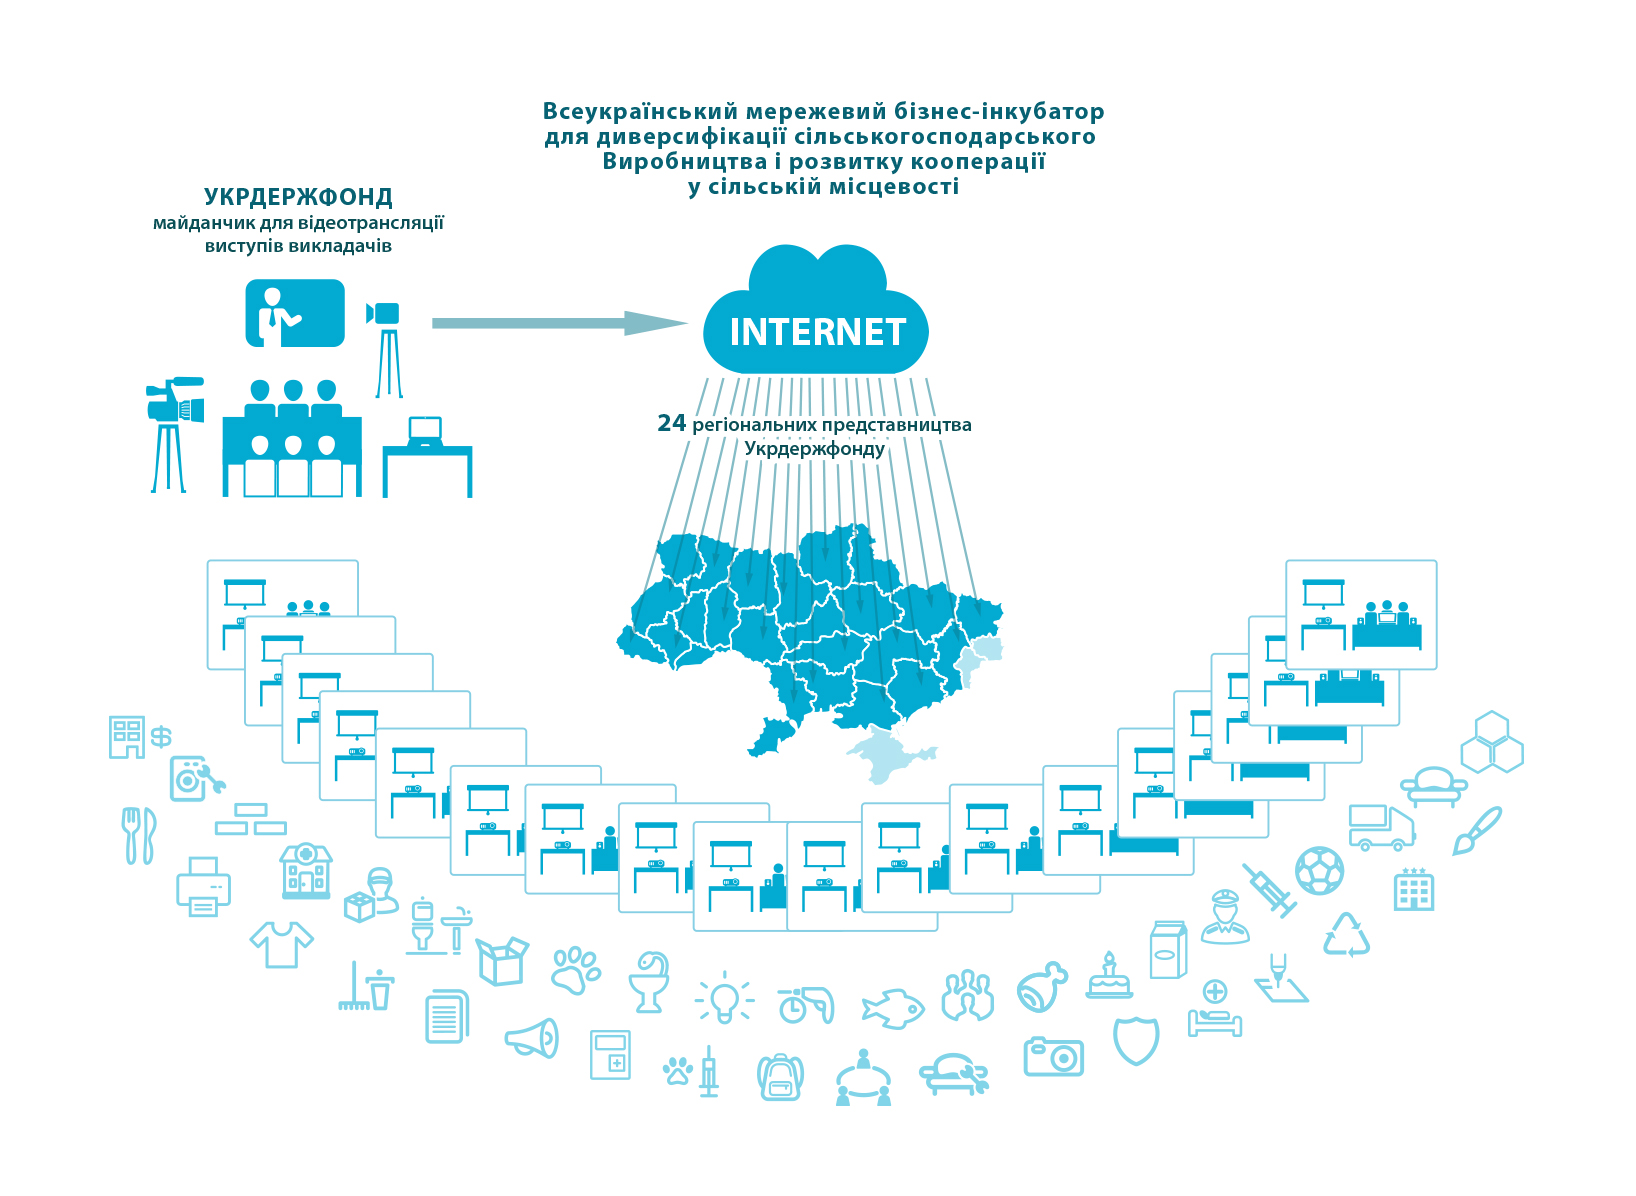 Всеукраїнський мережевий бізнес-інкубатор
для диверсифікації сільськогосподарського
Виробництва і розвитку кооперації
у сільській місцевості
УКРДЕРЖФОНД
майданчик для відеотрансляції
виступів викладачів
INTERNET
24 регіональних представництва
Укрдержфонду
$